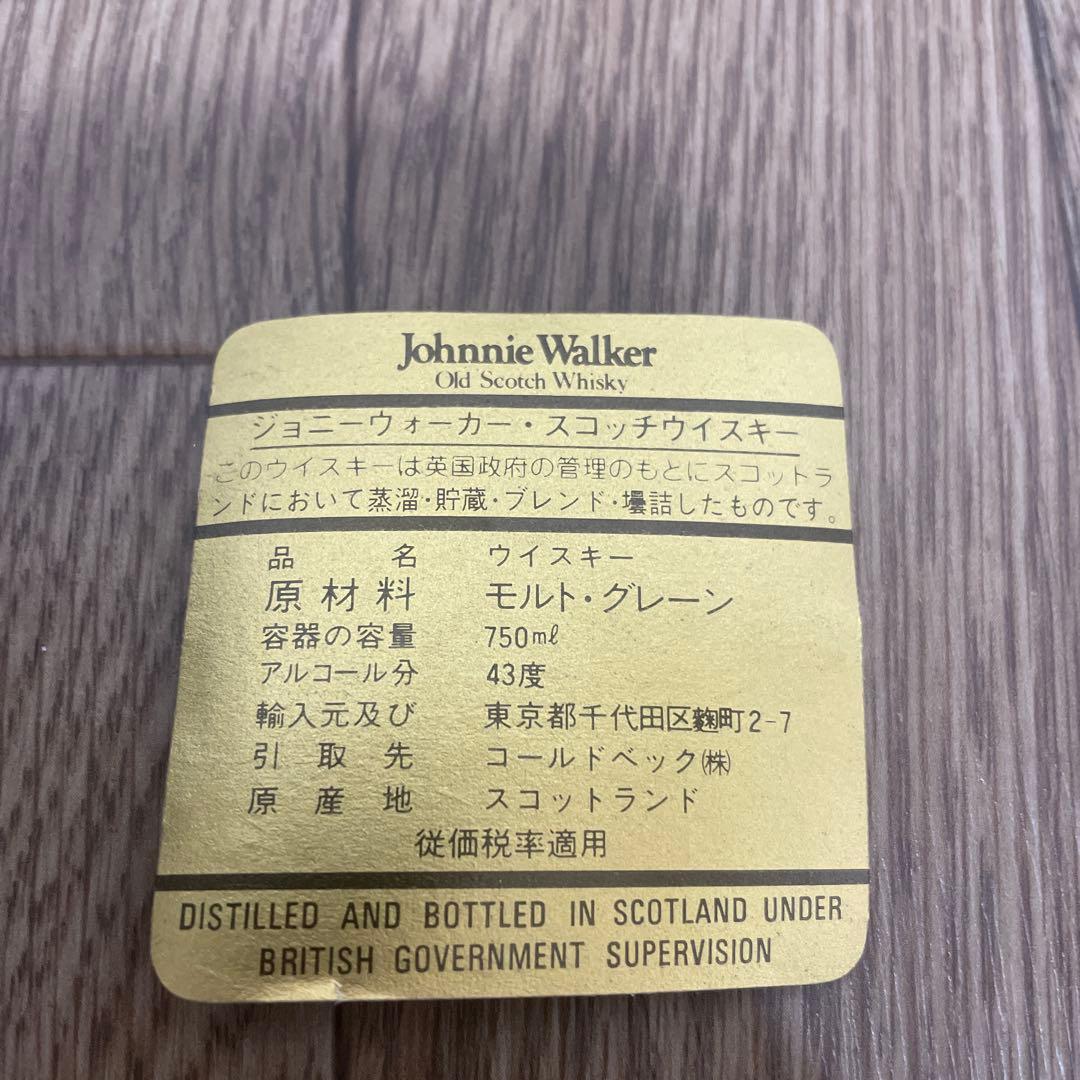 Johnnie Walker
Old Scotch Whisky
ジョニーウォーカー・スコッチウイスキー
このウイスキーは英国政府の管理のもとにスコットラ
ンドにおいて蒸溜・貯蔵・ブレンド・壜詰したものです。
品名 ウイスキー
原材料 モルト・グレーン
容器の容量 750mℓ
アルコール分 43度
輸入元及び 東京都千代田区麹町2-7
引取先 コールドベック㈱
原産地 スコットランド
従価税率適用
DISTILLED AND BOTTLED IN SCOTLAND UNDER
BRITISH GOVERNMENT SUPERVISION